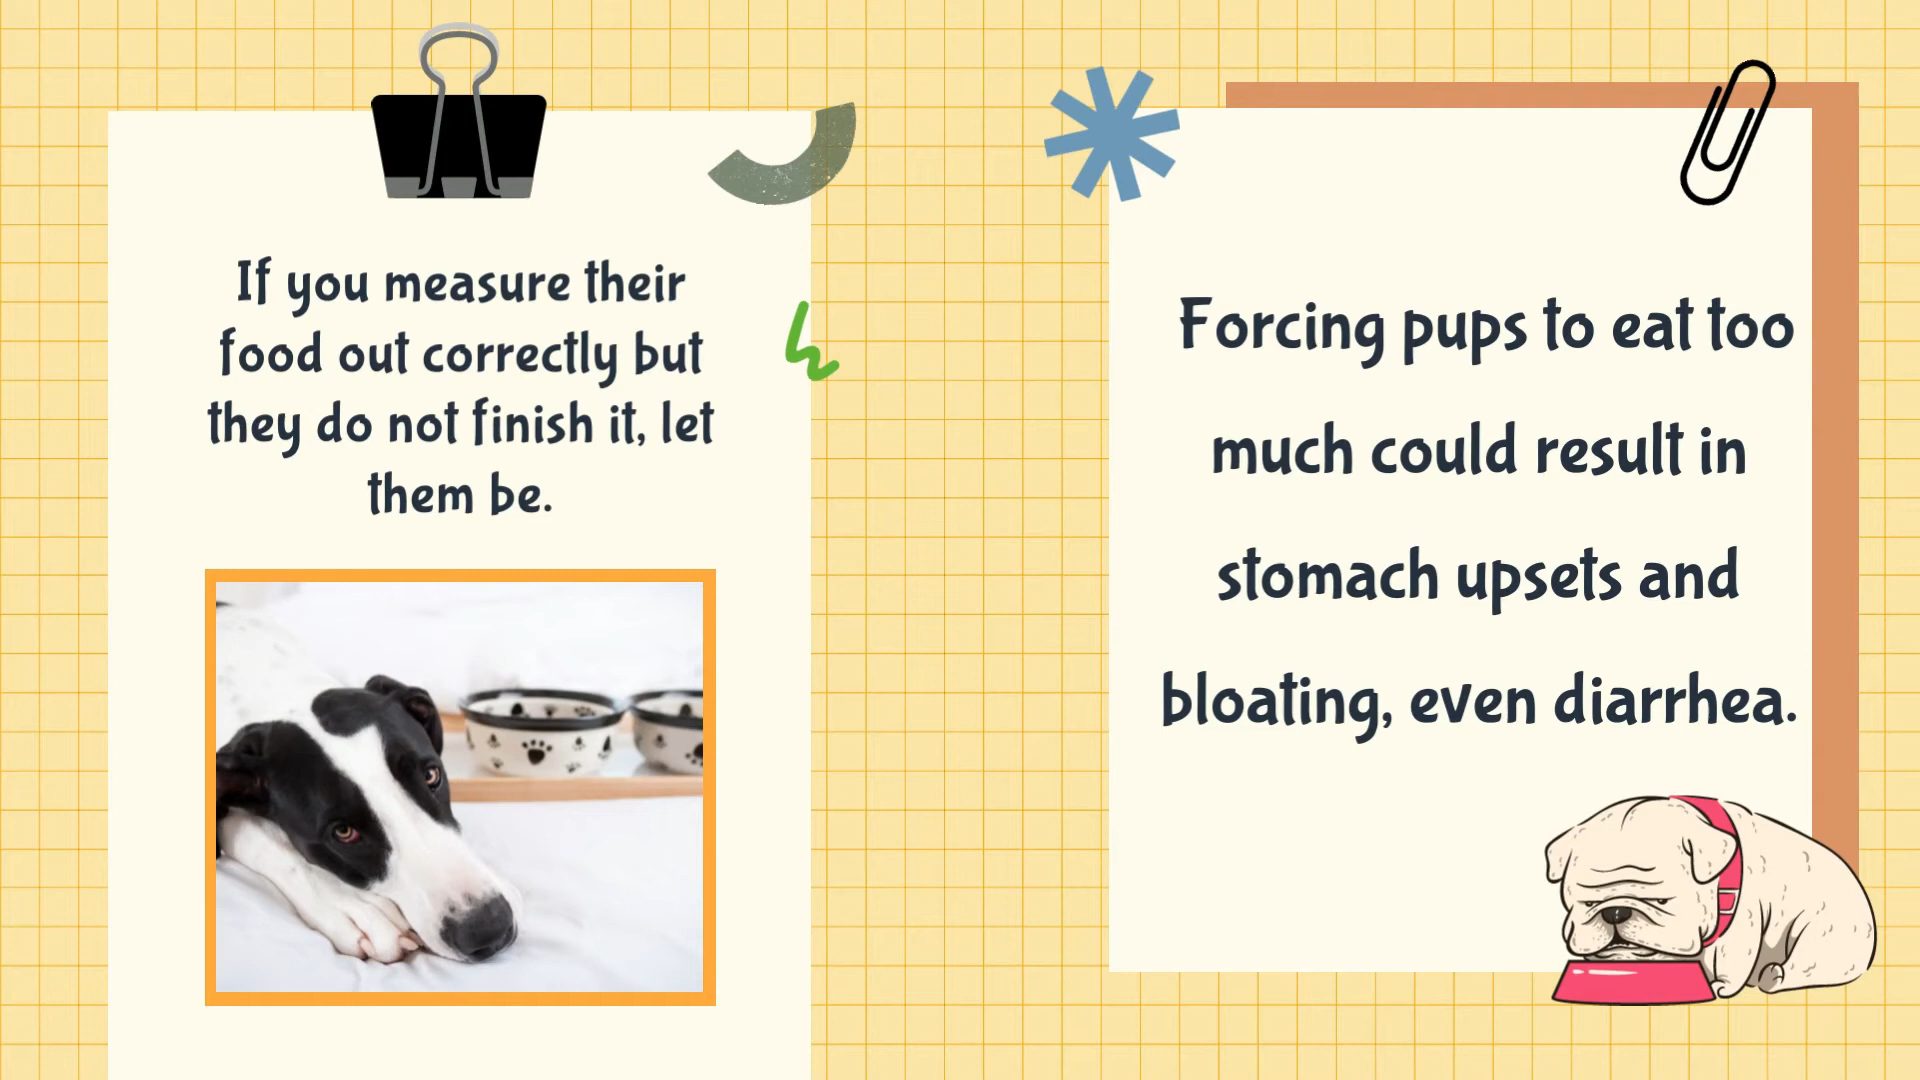 If you measure their
food out correctly but
they do not finish it, let
them be.
Forcing pups to eat too
much could result in
stomach upsets and
bloating, even diarrhea.